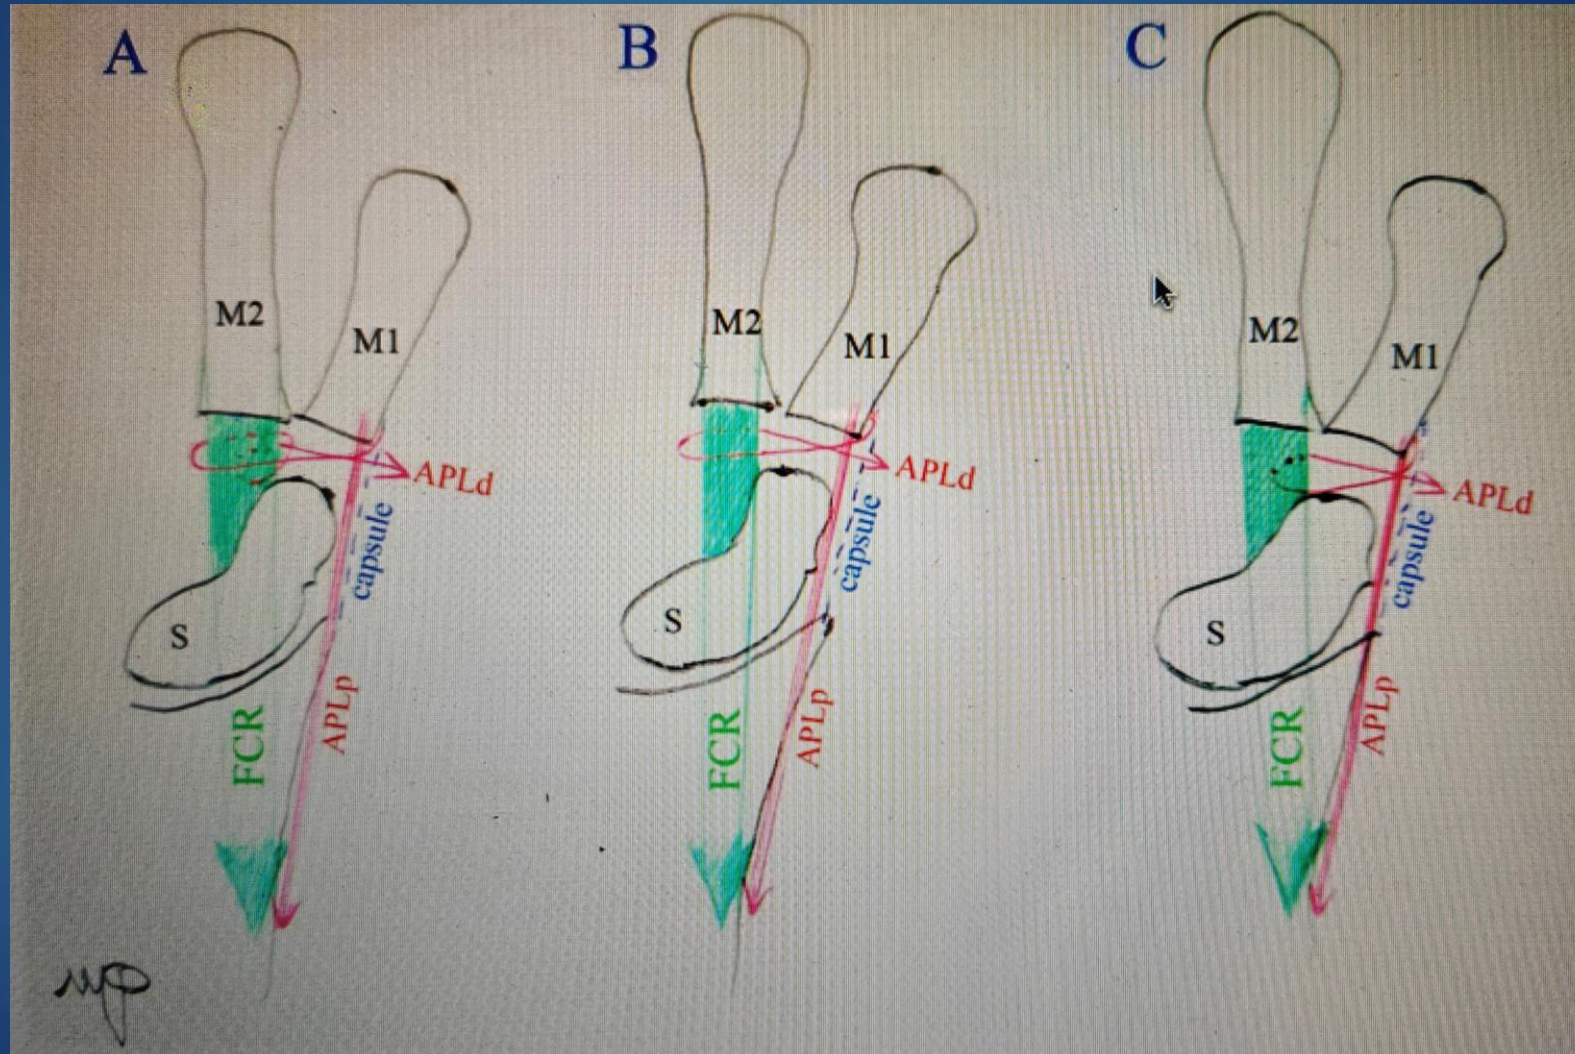 A
B
C
M2
M1
APLd
capsule
S
FCR
APLp
M2
M1
APLd
capsule
S
FCR
APLp
M2
M1
APLd
capsule
S
FCR
APLp